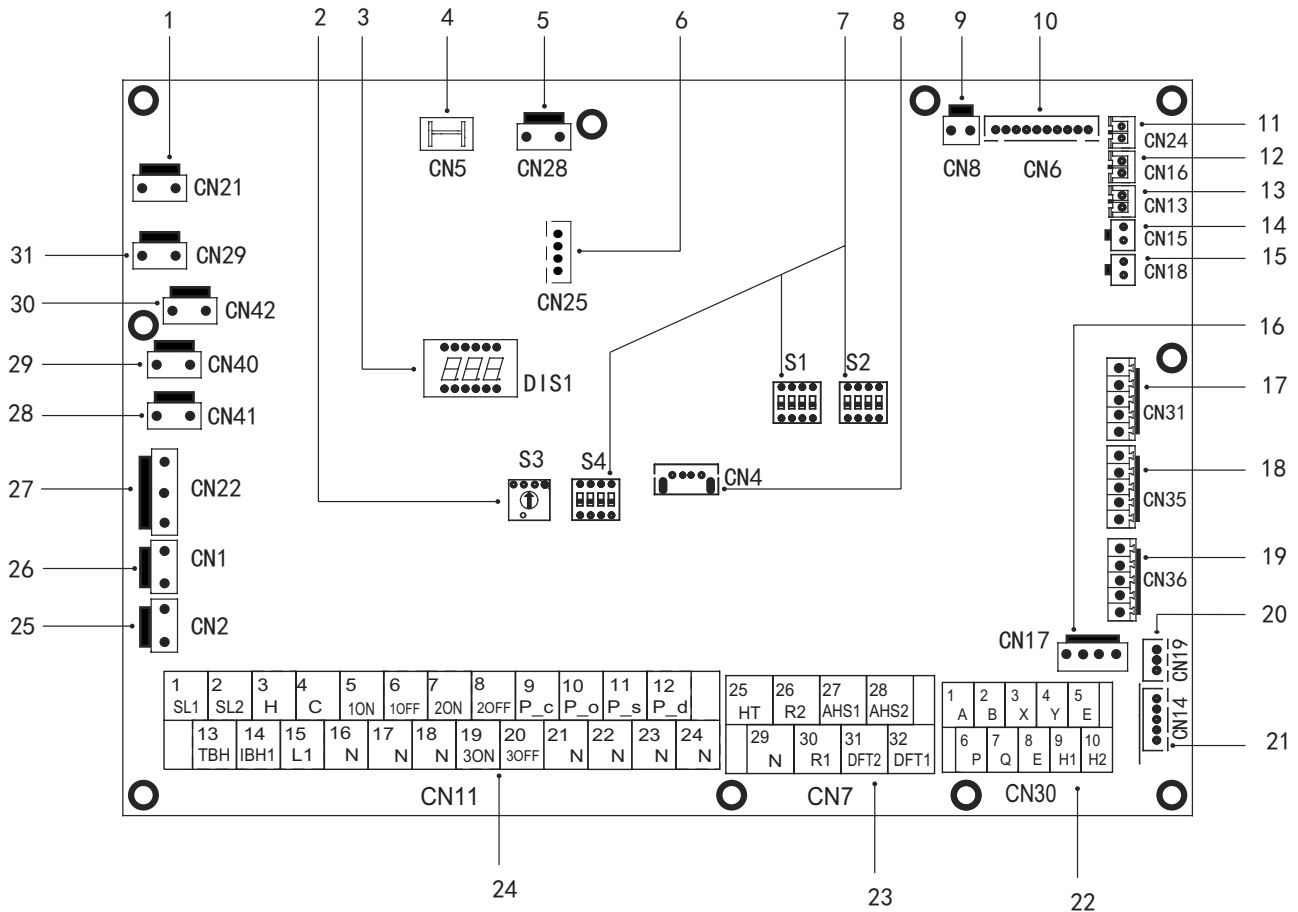 1 2 3 4 5 6 7 8 9 10
CN5 CN28 CN8 CN6 CN24 11
CN16 12
CN21 CN13 13
CN15 14
31 CN29 CN18 15
30 CN42 CN25
16
29 CN40 DIS1 S1 S2 17
28 CN41 CN31
27 CN22 S3 S4 CN4 18
CN35
26 CN1 19
CN36
25 CN2 20
CN17 CN19
1 SL1 2 SL2 3 H 4 C 5 1ON 6 1OFF 7 2ON 8 2OFF 9 P_c 10 P_o 11 P_s 12 P_d
13 TBH 14 IBH1 15 L1 16 N 17 N 18 N 19 3ON 20 3OFF 21 N 22 N 23 N 24 N
CN11
25 HT 26 R2 27 AHS1 28 AHS2
29 N 30 R1 31 DFT2 32 DFT1
CN7
1 A 2 B 3 X 4 Y 5 E
6 P 7 Q 8 E 9 H1 10 H2
CN30
CN14 21
24 23 22